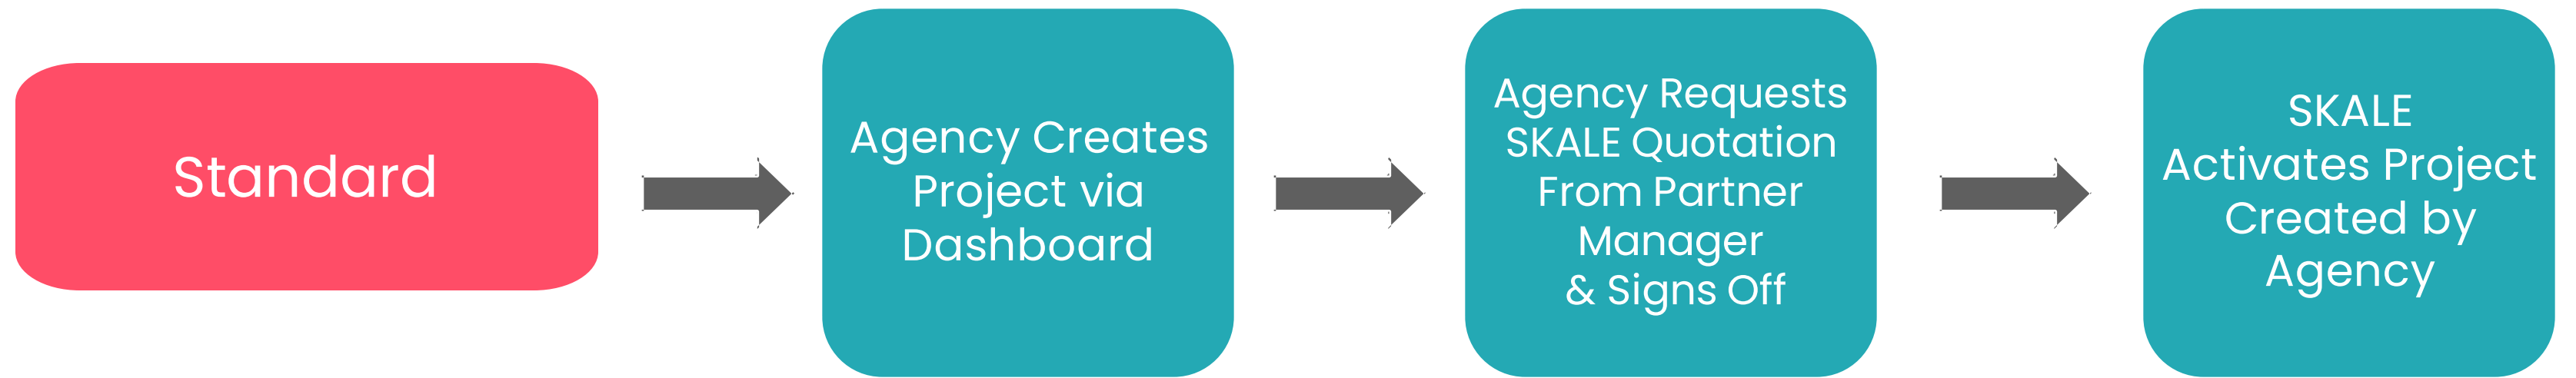 Standard
Agency Creates
Project via
Dashboard
Agency Requests
SKALE Quotation
From Partner
Manager
& Signs Off
SKALE
Activates Project
Created by
Agency